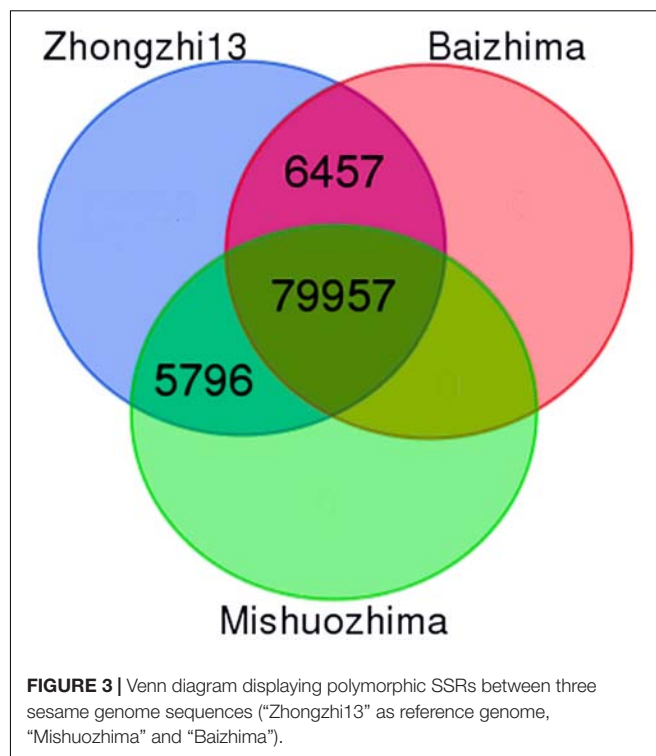 Zhongzhi13
Baizhima
6457
79957
5796
Mishuozhima
FIGURE 3 | Venn diagram displaying polymorphic SSRs between three
sesame genome sequences (“Zhongzhi13” as reference genome,
“Mishuozhima” and “Baizhima”).